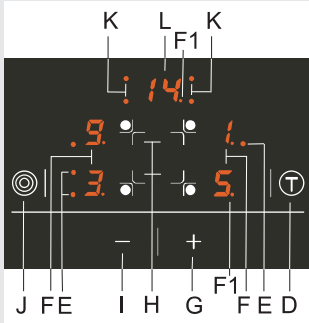 K L F1 K
14.
9. 1.
3. 5. T
− +
F1
J F E I H G F E D